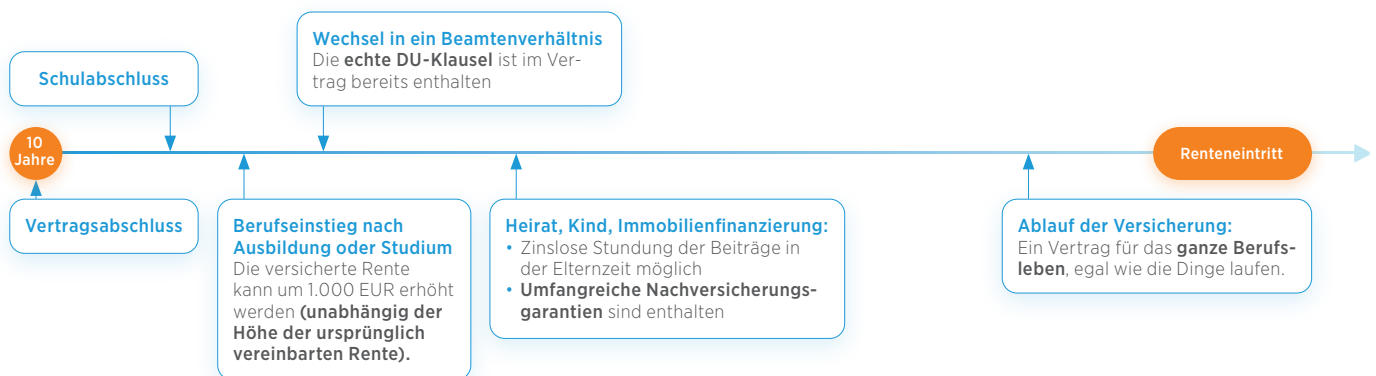 Wechsel in ein Beamtenverhältnis
Die echte DU-Klausel ist im Ver-
trag bereits enthalten
Schulabschluss
10
Jahre
Renteneintritt
Vertragsabschluss
Berufseinstieg nach
Ausbildung oder Studium
Die versicherte Rente
kann um 1.000 EUR erhöht
werden (unabhängig der
Höhe der ursprünglich
vereinbarten Rente).
Heirat, Kind, Immobilienfinanzierung:
• Zinslose Stundung der Beiträge in
der Elternzeit möglich
• Umfangreiche Nachversicherungs-
garantien sind enthalten
Ablauf der Versicherung:
Ein Vertrag für das ganze Berufs-
leben, egal wie die Dinge laufen.